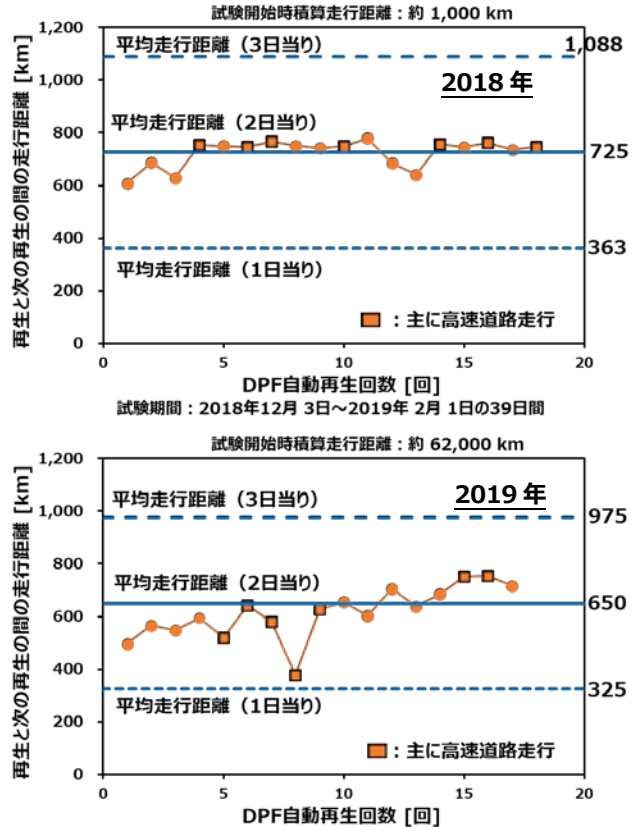 試験開始時積算走行距離：約 1,000 km
再生と次の再生の間の走行距離 [km]
1,200
1,000
800
600
400
200
0
平均走行距離（3日当り）
1,088
2018 年
平均走行距離（2日当り）
725
363
平均走行距離（1日当り）
：主に高速道路走行
0
5
10
15
20
DPF自動再生回数 [回]
試験期間：2018年12月 3日～2019年 2月 1日の39日間
試験開始時積算走行距離：約 62,000 km
再生と次の再生の間の走行距離 [km]
1,200
1,000
800
600
400
200
0
平均走行距離（3日当り）
2019 年
975
平均走行距離（2日当り）
650
325
平均走行距離（1日当り）
：主に高速道路走行
0
5
10
15
20
DPF自動再生回数 [回]